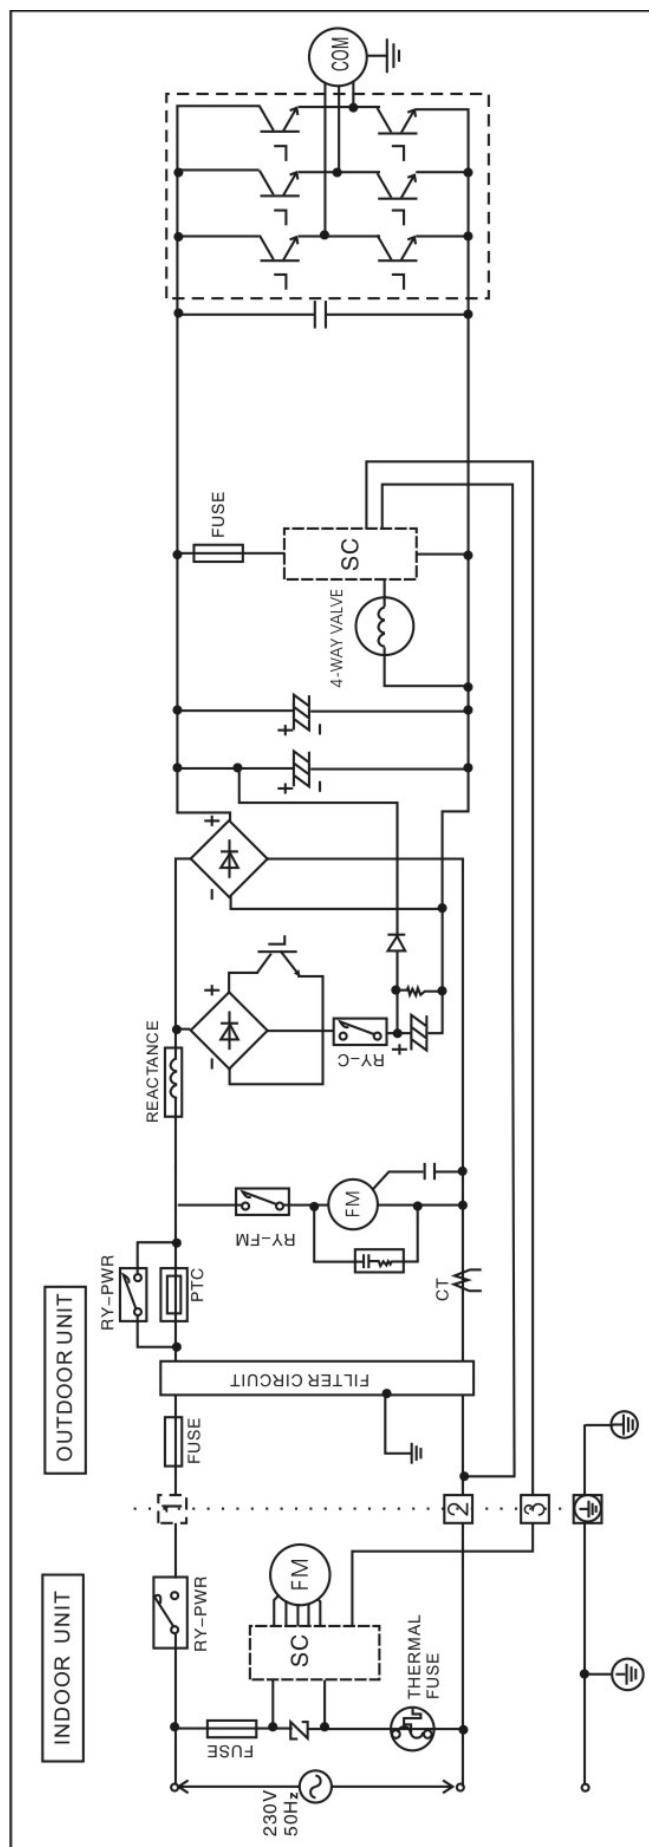 INDOOR UNIT
OUTDOOR UNIT
230V
50Hz
FUSE
THERMAL
FUSE
SC
FM
RY-PWR
1
2
3
FUSE
FILTER CIRCUIT
RY-PWR
PTC
CT
RY-FM
FM
REACTANCE
RY-C
+
-
+
+
-
+
-
+
-
4-WAY VALVE
SC
FUSE
COM